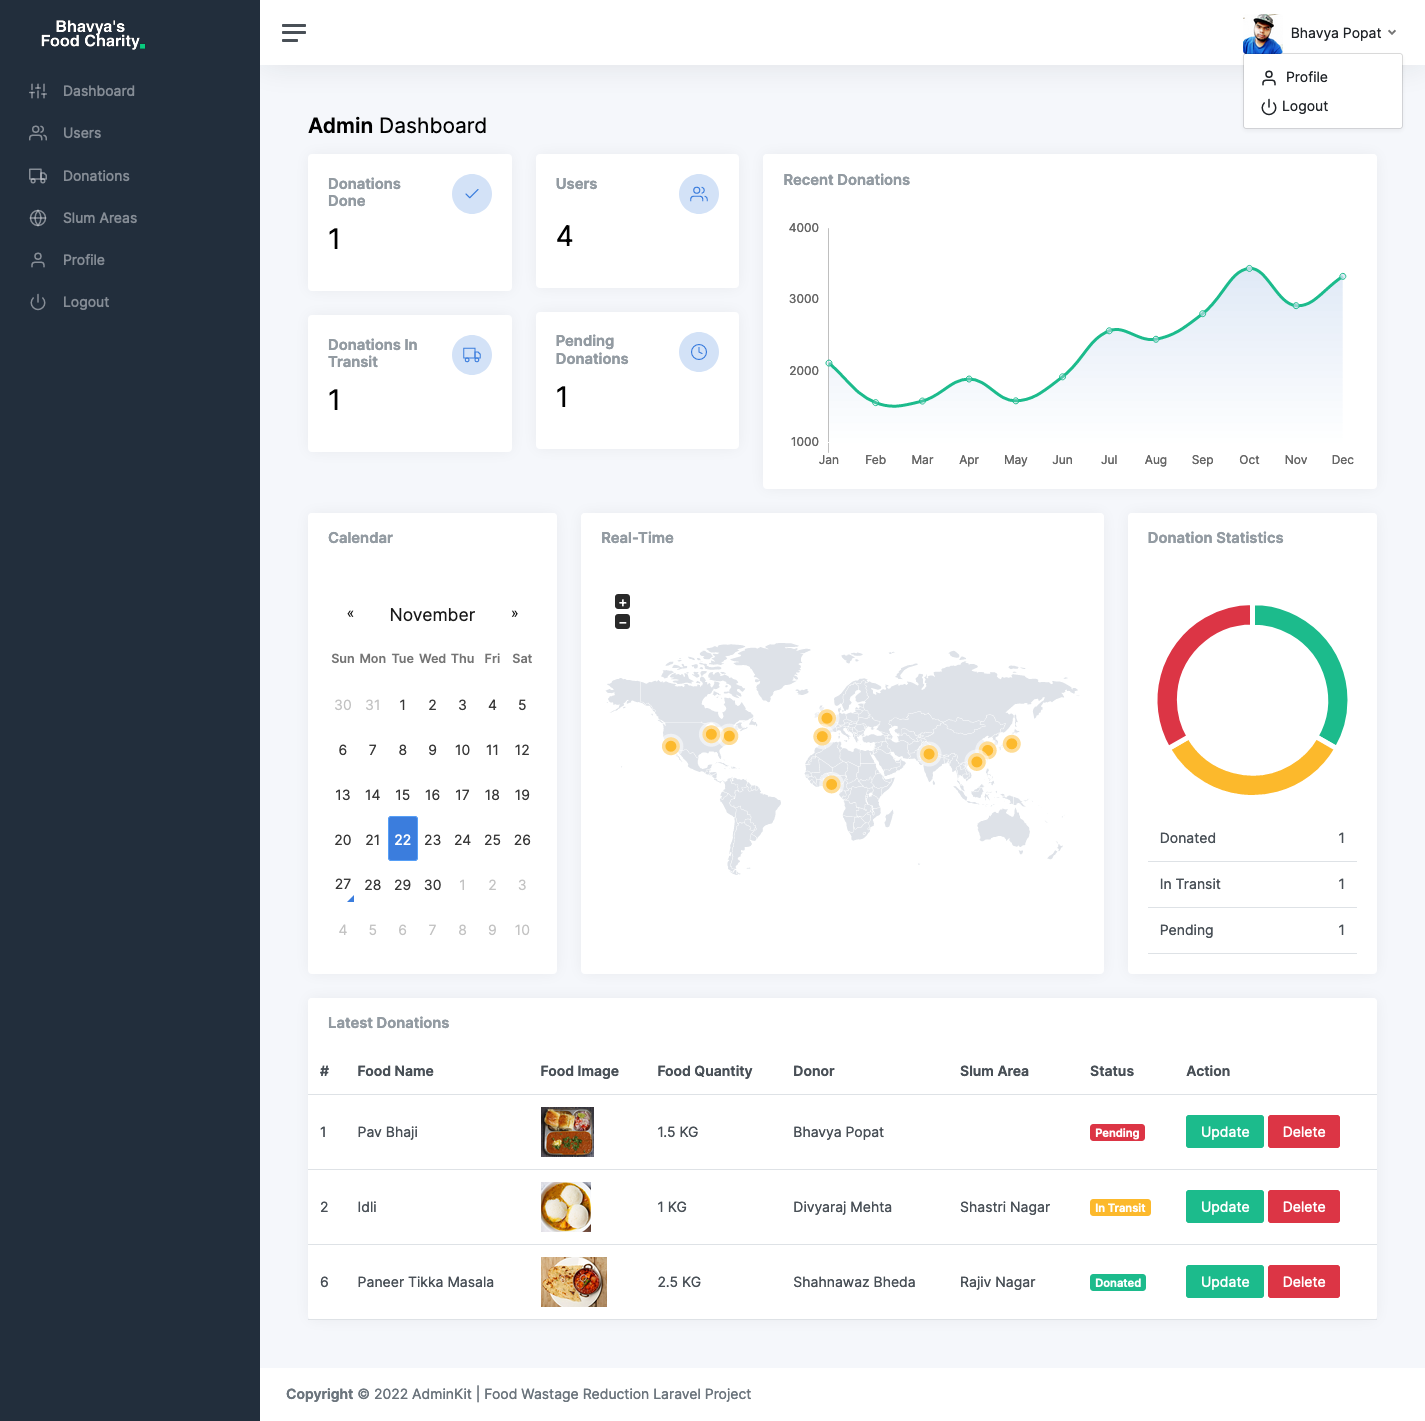 Bhavya's
Food Charity.
Dashboard
Users
Donations
Slum Areas
Profile
Logout
Bhavya Popat
Profile
Logout
Admin Dashboard
Donations
Done
1
Users
4
Donations In
Transit
1
Pending
Donations
1
Recent Donations
4000
3000
2000
1000
Jan Feb Mar Apr May Jun Jul Aug Sep Oct Nov Dec
Calendar
« November »
Sun Mon Tue Wed Thu Fri Sat
30 31 1 2 3 4 5
6 7 8 9 10 11 12
13 14 15 16 17 18 19
20 21 22 23 24 25 26
27 28 29 30 1 2 3
4 5 6 7 8 9 10
Real-Time
+
−
Donation Statistics
Donated 1
In Transit 1
Pending 1
Latest Donations
# Food Name Food Image Food Quantity Donor Slum Area Status Action
1 Pav Bhaji 1.5 KG Bhavya Popat Pending Update Delete
2 Idli 1 KG Divyaraj Mehta Shastri Nagar In Transit Update Delete
6 Paneer Tikka Masala 2.5 KG Shahnawaz Bheda Rajiv Nagar Donated Update Delete
Copyright © 2022 AdminKit | Food Wastage Reduction Laravel Project